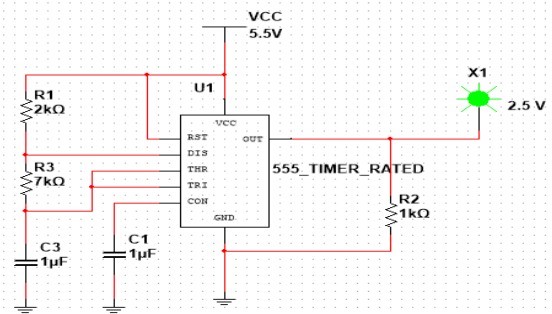 VCC
5.5V
X1
2.5 V
U1
R1
2kΩ
VCC
RST
OUT
DIS
555_TIMER_RATED
R3
7kΩ
THR
TRI
CON
R2
1kΩ
GND
C3
1µF
C1
1µF